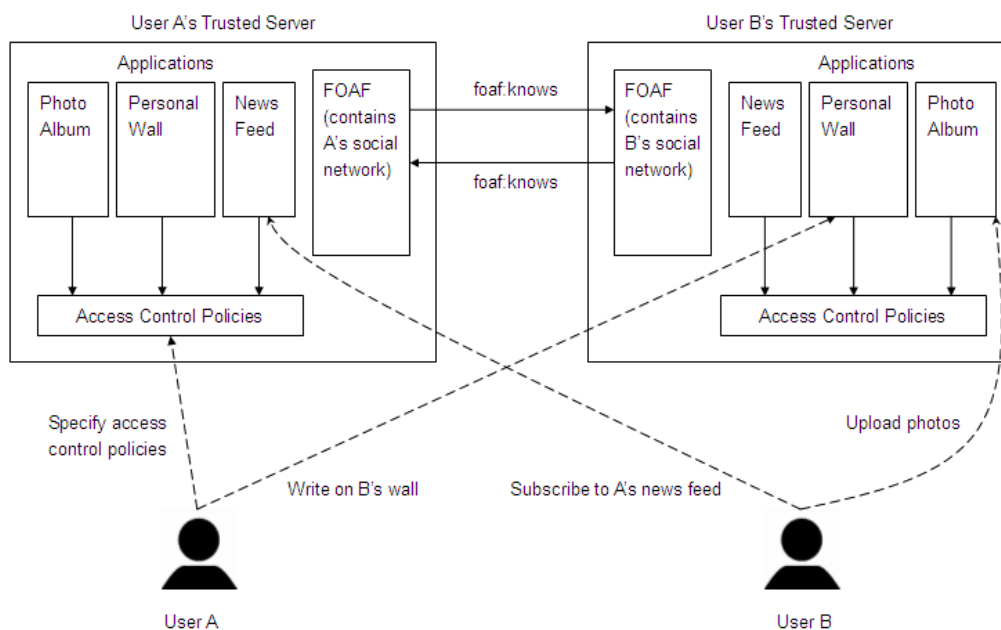 User A's Trusted Server
User B's Trusted Server
Applications
Photo
Album
Personal
Wall
News
Feed
FOAF
(contains
A's social
network)
foaf:knows
foaf:knows
FOAF
(contains
B's social
network)
Applications
News
Feed
Personal
Wall
Photo
Album
Access Control Policies
Access Control Policies
Specify access
control policies
Write on B's wall
Subscribe to A's news feed
Upload photos
User A
User B